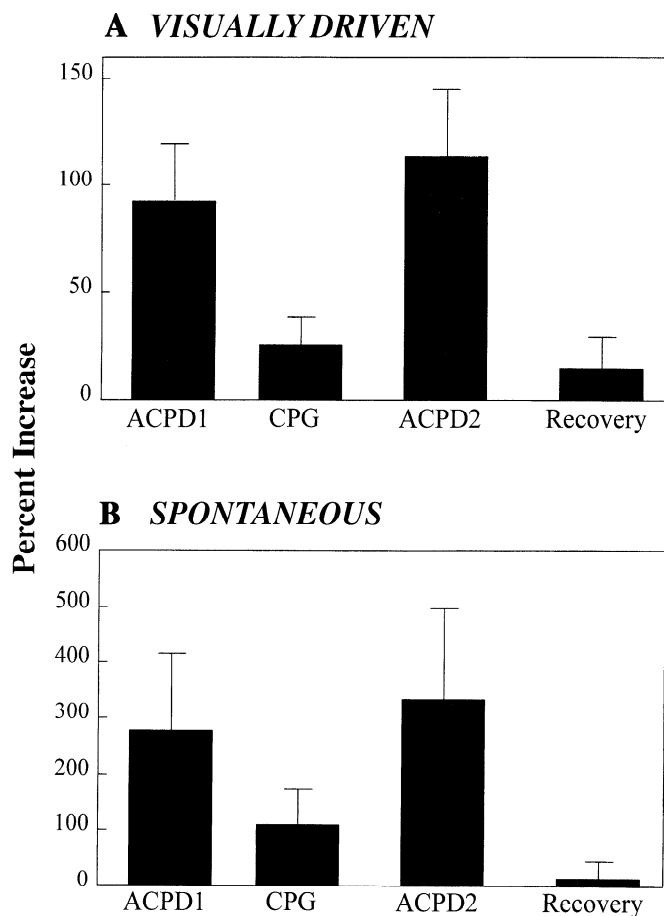 A VISUALLY DRIVEN
Percent Increase
150
100
50
0
ACPD1 CPG ACPD2 Recovery
B SPONTANEOUS
600
500
400
300
200
100
0
ACPD1 CPG ACPD2 Recovery